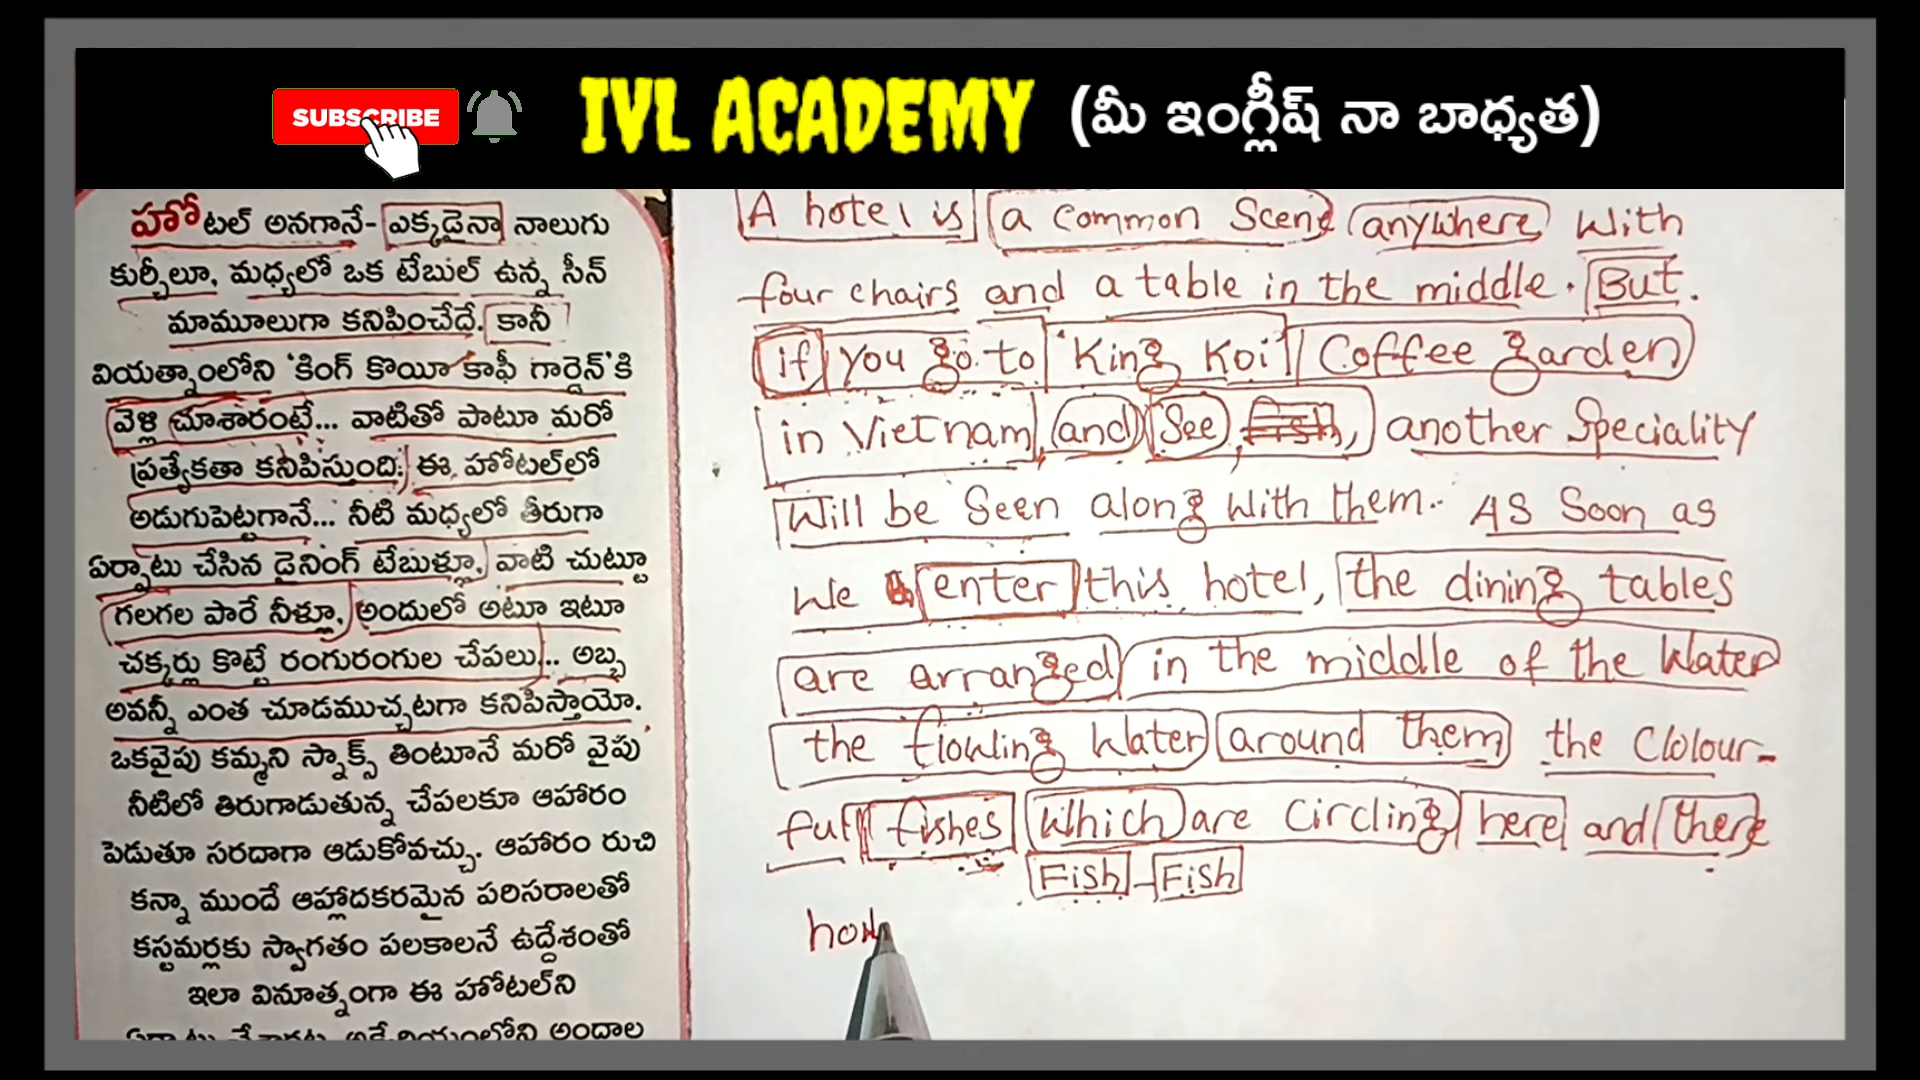 SUBSCRIBE IVL ACADEMY (మీ ఇంగ్లీష్ నా బాధ్యత)
హోటల్ అనగానే- ఎక్కడైనా నాలుగు
కుర్చీలూ, మధ్యలో ఒక టేబుల్ ఉన్న సీన్
మామూలుగా కనిపించేదే. కానీ
వియత్నాంలోని 'కింగ్ కొయీ కాఫీ గార్డెన్'కి
వెళ్లి చూశారంటే... వాటితో పాటూ మరో
ప్రత్యేకతా కనిపిస్తుంది. ఈ హోటల్‌లో
అడుగుపెట్టగానే... నీటి మధ్యలో తీరుగా
ఏర్పాటు చేసిన డైనింగ్ టేబుళ్లూ, వాటి చుట్టూ
గలగల పారే నీళ్లూ, అందులో అటూ ఇటూ
చక్కర్లు కొట్టే రంగురంగుల చేపలు... అబ్బ
అవన్నీ ఎంత చూడముచ్చటగా కనిపిస్తాయో.
ఒకవైపు కమ్మని స్నాక్స్ తింటూనే మరో వైపు
నీటిలో తిరుగాడుతున్న చేపలకూ ఆహారం
పెడుతూ సరదాగా ఆడుకోవచ్చు. ఆహారం రుచి
కన్నా ముందే ఆహ్లాదకరమైన పరిసరాలతో
కస్టమర్లకు స్వాగతం పలకాలనే ఉద్దేశంతో
ఇలా వినూత్నంగా ఈ హోటల్‌ని
A hotel is a common Scene anywhere with
four chairs and a table in the middle. But.
if you go to 'King Koi' Coffee garden
in Vietnam, and See, another Speciality
Will be Seen along with them. As Soon as
We enter this hotel, the dining tables
are arranged in the middle of the Water
the flowing Water around them the Colour-
full fishes which are Circling here and there
Fish - Fish
how